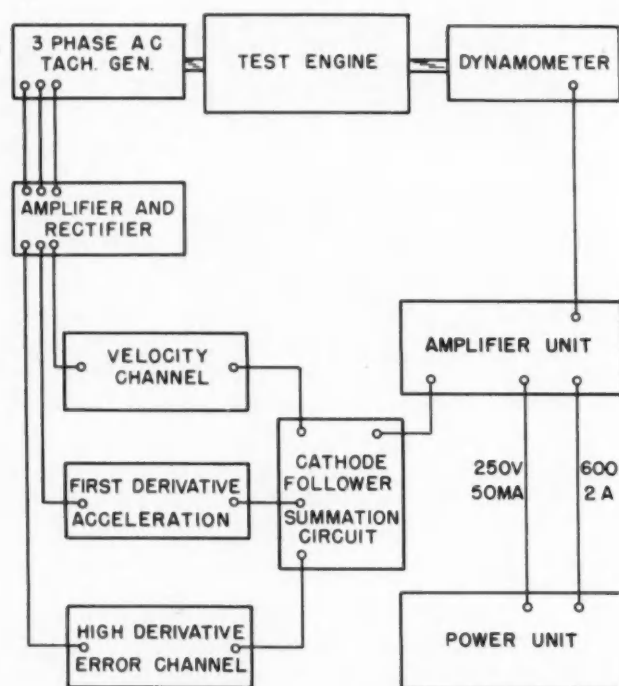 3 PHASE A C
TACH. GEN.
TEST ENGINE
DYNAMOMETER
AMPLIFIER AND
RECTIFIER
VELOCITY
CHANNEL
AMPLIFIER UNIT
FIRST DERIVATIVE
ACCELERATION
CATHODE
FOLLOWER
SUMMATION
CIRCUIT
250V
50MA
600
2 A
HIGH DERIVATIVE
ERROR CHANNEL
POWER UNIT